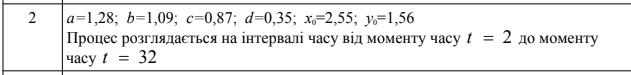 2 a=1,28; b=1,09; c=0,87; d=0,35; x₀=2,55; y₀=1,56
Процес розглядається на інтервалі часу від моменту часу t = 2 до моменту
часу t = 32